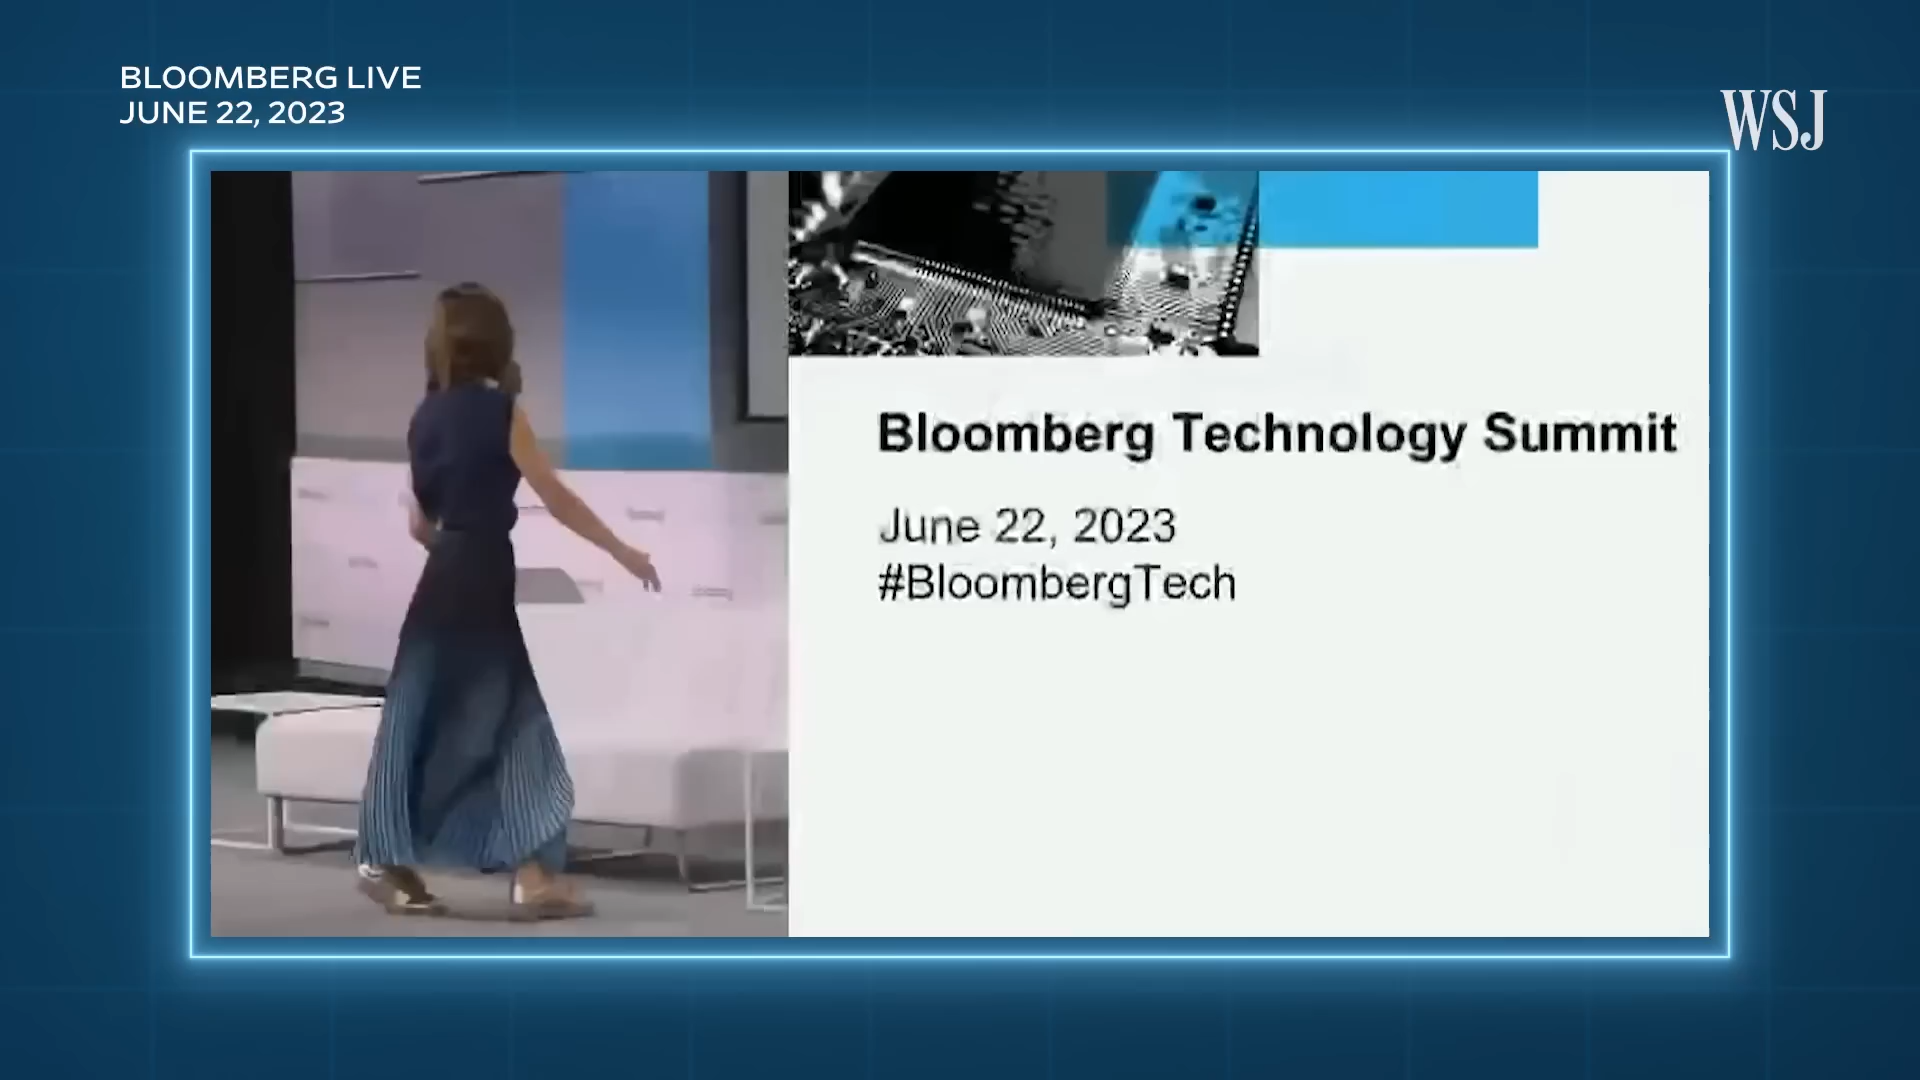 BLOOMBERG LIVE
JUNE 22, 2023
WSJ
Bloomberg Technology Summit
June 22, 2023
#BloombergTech